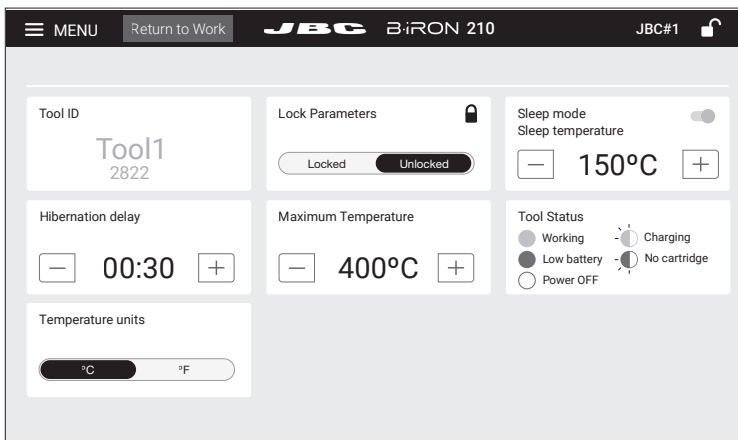 MENU Return to Work JBC B·iRON 210 JBC#1
Tool ID
Tool1
2822
Lock Parameters
Locked Unlocked
Sleep mode
Sleep temperature
— 150ºC +
Hibernation delay
— 00:30 +
Maximum Temperature
— 400ºC +
Tool Status
Working Charging
Low battery No cartridge
Power OFF
Temperature units
ºC ºF